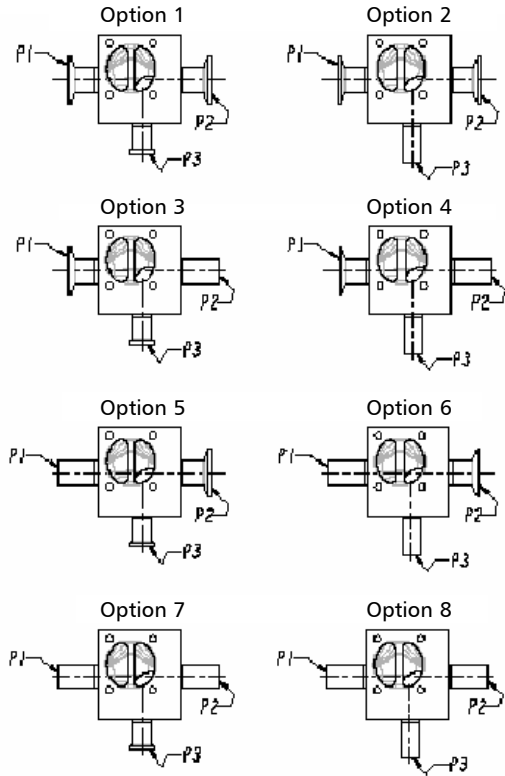 Option 1 Option 2
P1 P2 P3 P1 P2 P3
Option 3 Option 4
P1 P2 P3 P1 P2 P3
Option 5 Option 6
P1 P2 P3 P1 P2 P3
Option 7 Option 8
P1 P2 P3 P1 P2 P3